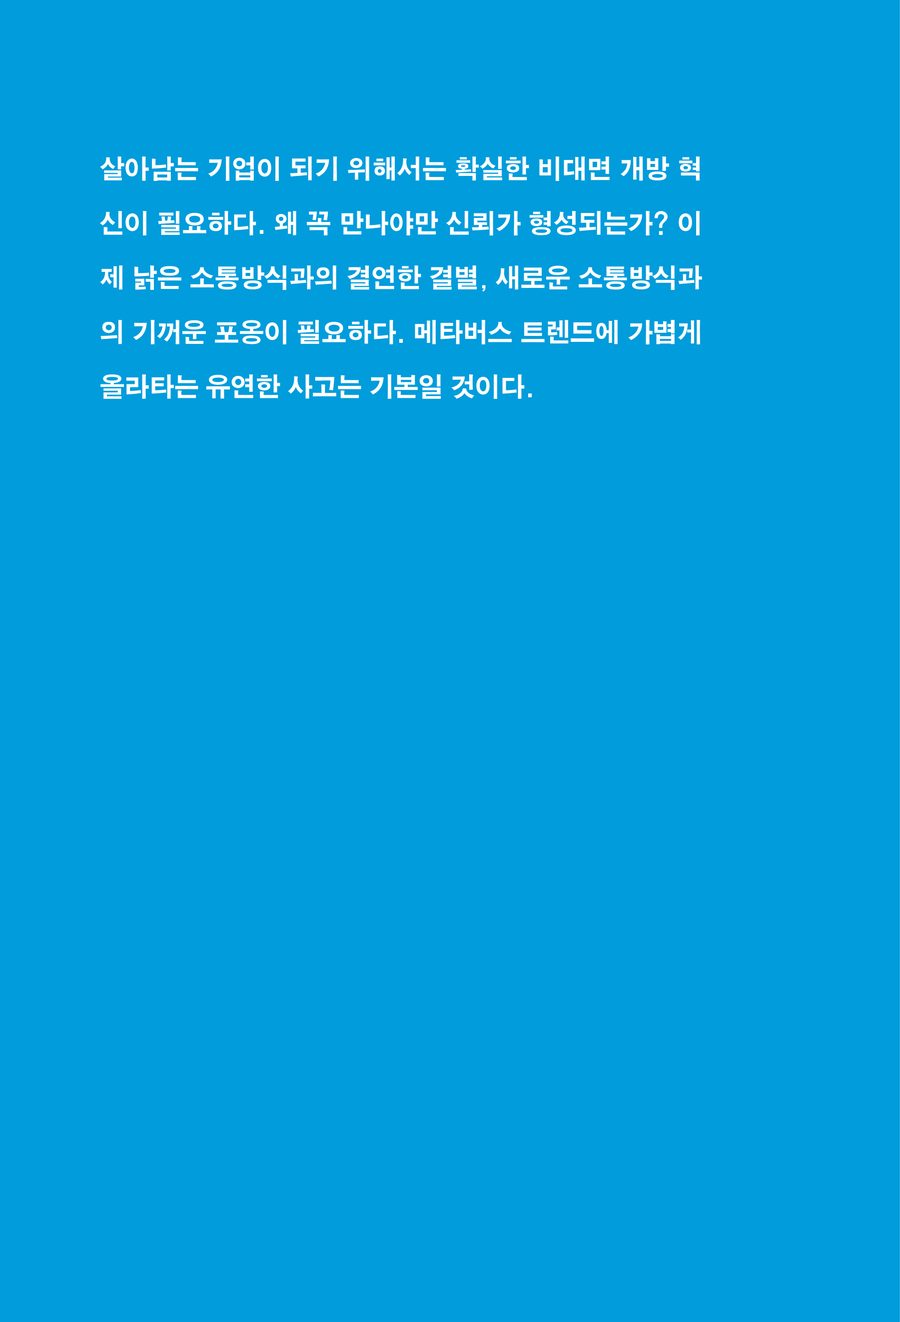 살아남는 기업이 되기 위해서는 확실한 비대면 개방 혁
신이 필요하다. 왜 꼭 만나야만 신뢰가 형성되는가? 이
제 낡은 소통방식과의 결연한 결별, 새로운 소통방식과
의 기꺼운 포옹이 필요하다. 메타버스 트렌드에 가볍게
올라타는 유연한 사고는 기본일 것이다.